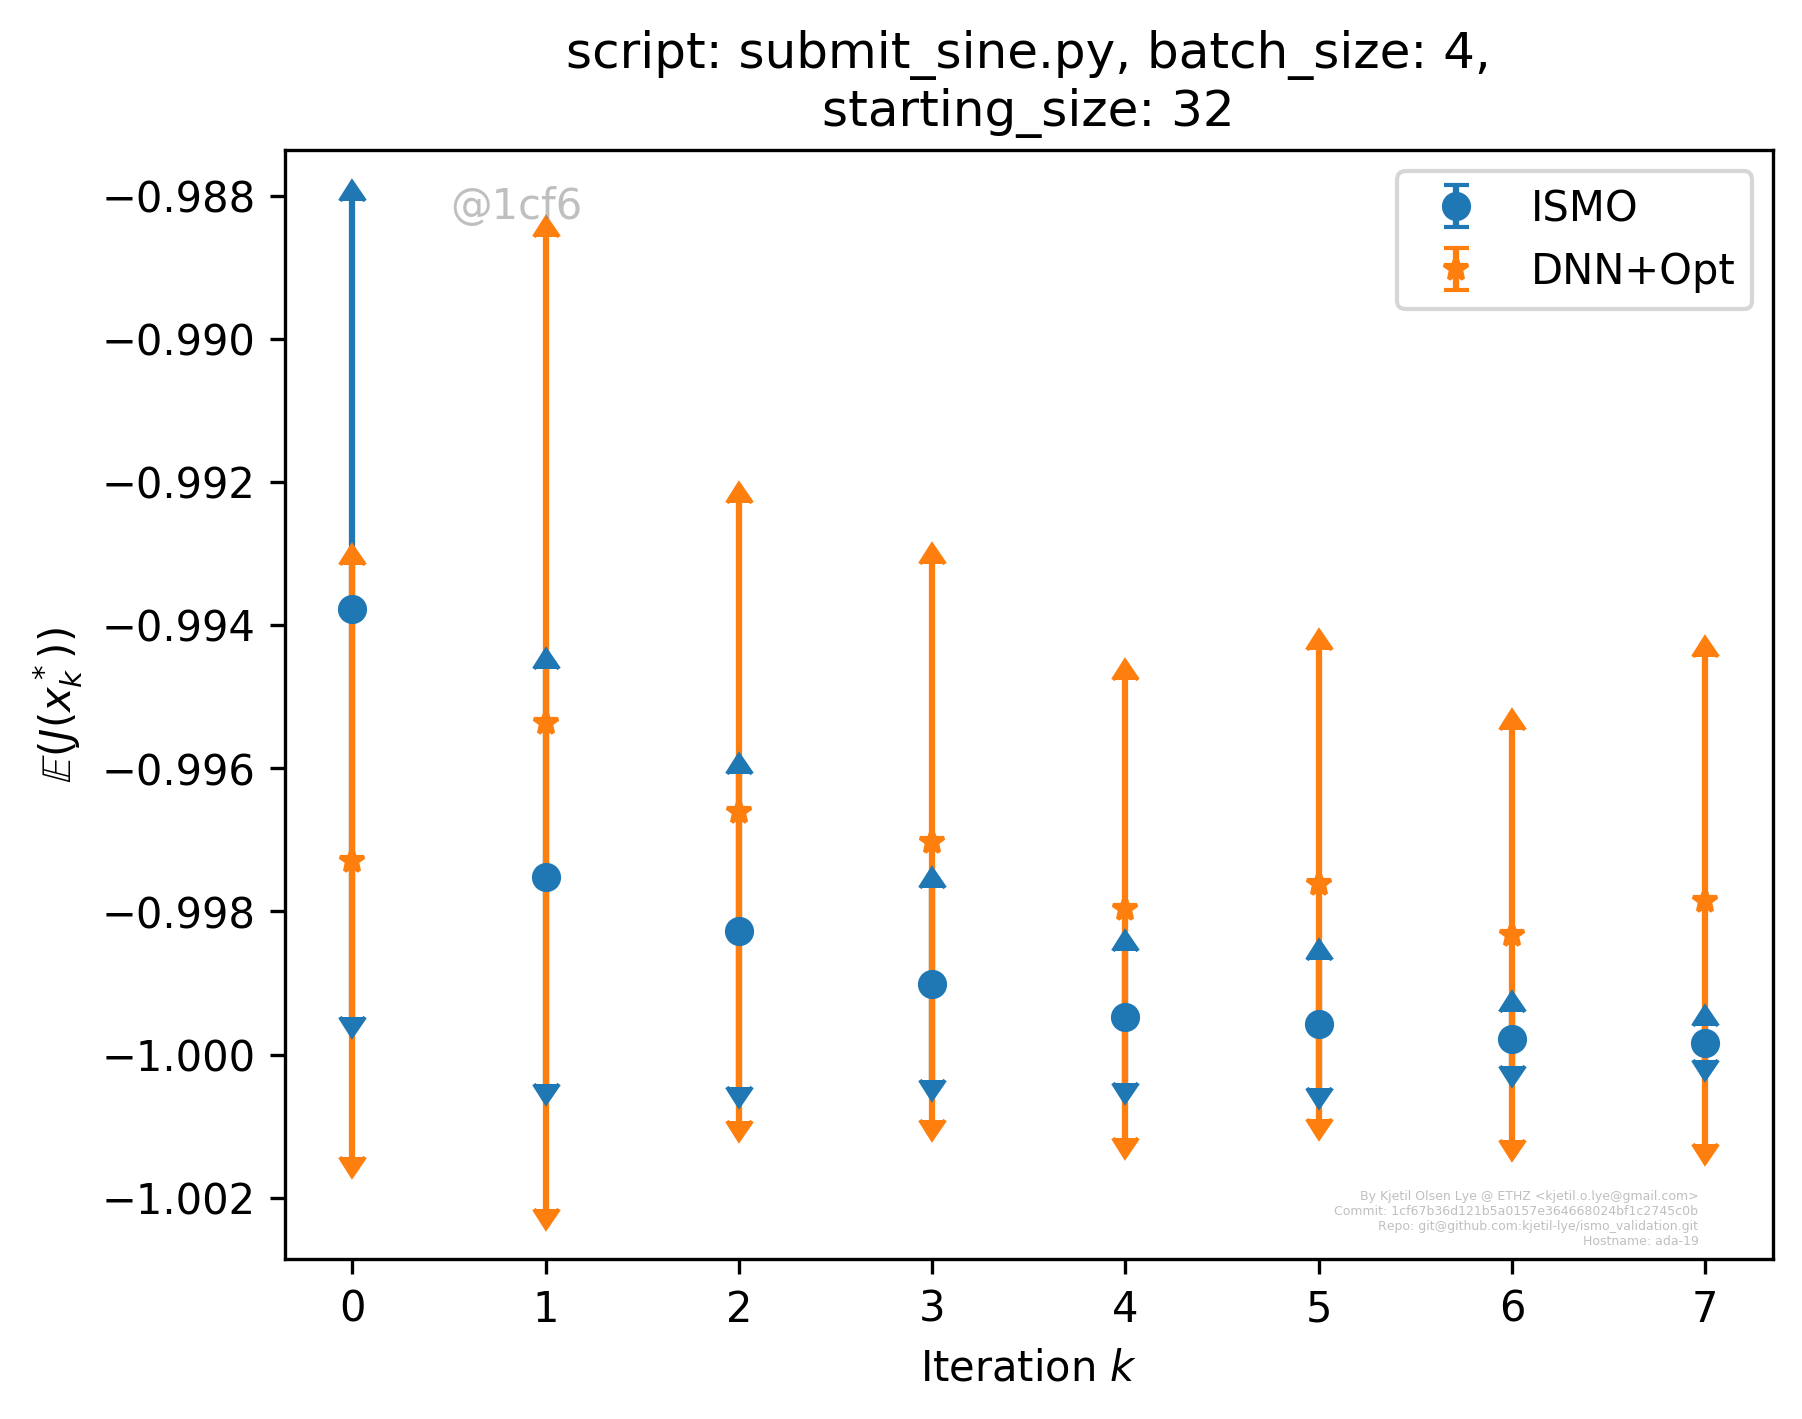 script: submit_sine.py, batch_size: 4,
starting_size: 32
@1cf6
ISMO
DNN+Opt
−0.988
−0.990
−0.992
−0.994
−0.996
−0.998
−1.000
−1.002
𝔼(J(x*k))
By Kjetil Olsen Lye @ ETHZ <kjetil.o.lye@gmail.com>
Commit: 1cf67b36d121b5a0157e364668024bf1c2745c0b
Repo: git@github.com:kjetil-lye/ismo_validation.git
Hostname: ada-19
0 1 2 3 4 5 6 7
Iteration k